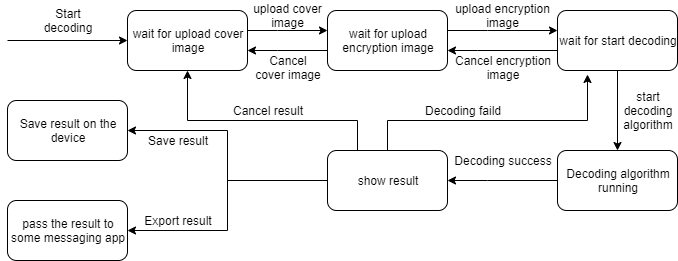 Start
decoding
wait for upload cover
image
upload cover
image
Cancel
cover image
wait for upload
encryption image
upload encryption
image
Cancel encryption
image
wait for start decoding
start
decoding
algorithm
Cancel result
Decoding faild
Save result on the
device
Save result
show result
Decoding success
Decoding algorithm
running
pass the result to
some messaging app
Export result